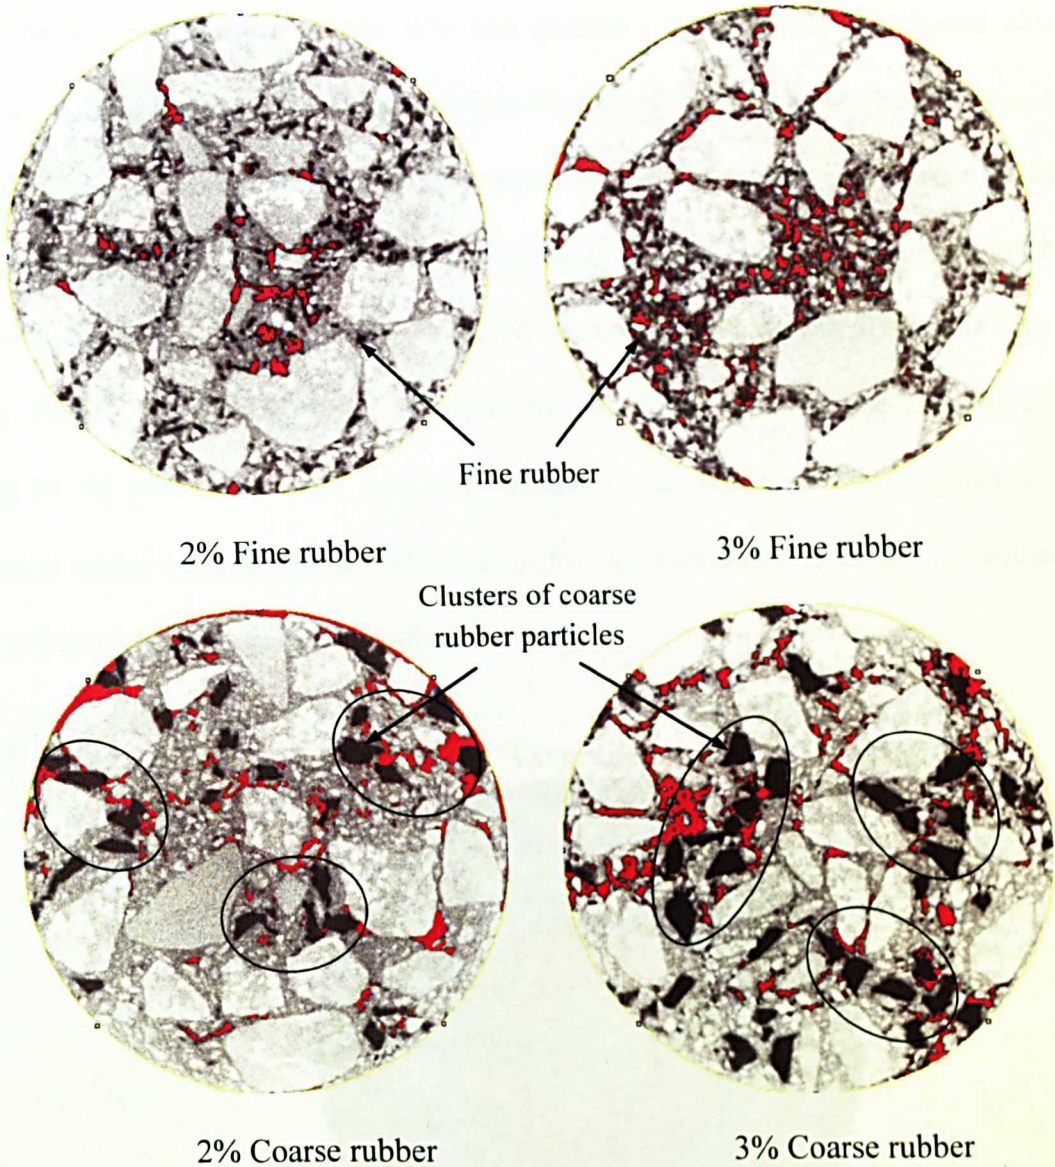 Fine rubber
2% Fine rubber
3% Fine rubber
Clusters of coarse
rubber particles
2% Coarse rubber
3% Coarse rubber